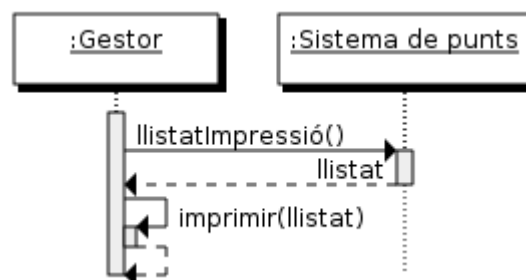 :Gestor
:Sistema de punts
llistatImpressió()
llistat
imprimir(llistat)